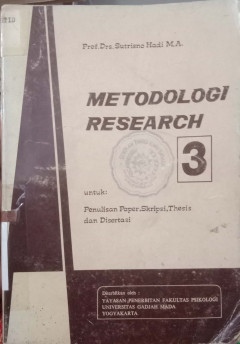 Prof. Drs. Sutrisno Hadi M.A.
METODOLOGI
RESEARCH
3
untuk:
Penulisan Paper, Skripsi, Thesis
dan Disertasi
Diterbitkan oleh :
YAYASAN PENERBITAN FAKULTAS PSIKOLOGI
UNIVERSITAS GADJAH MADA
YOGYAKARTA